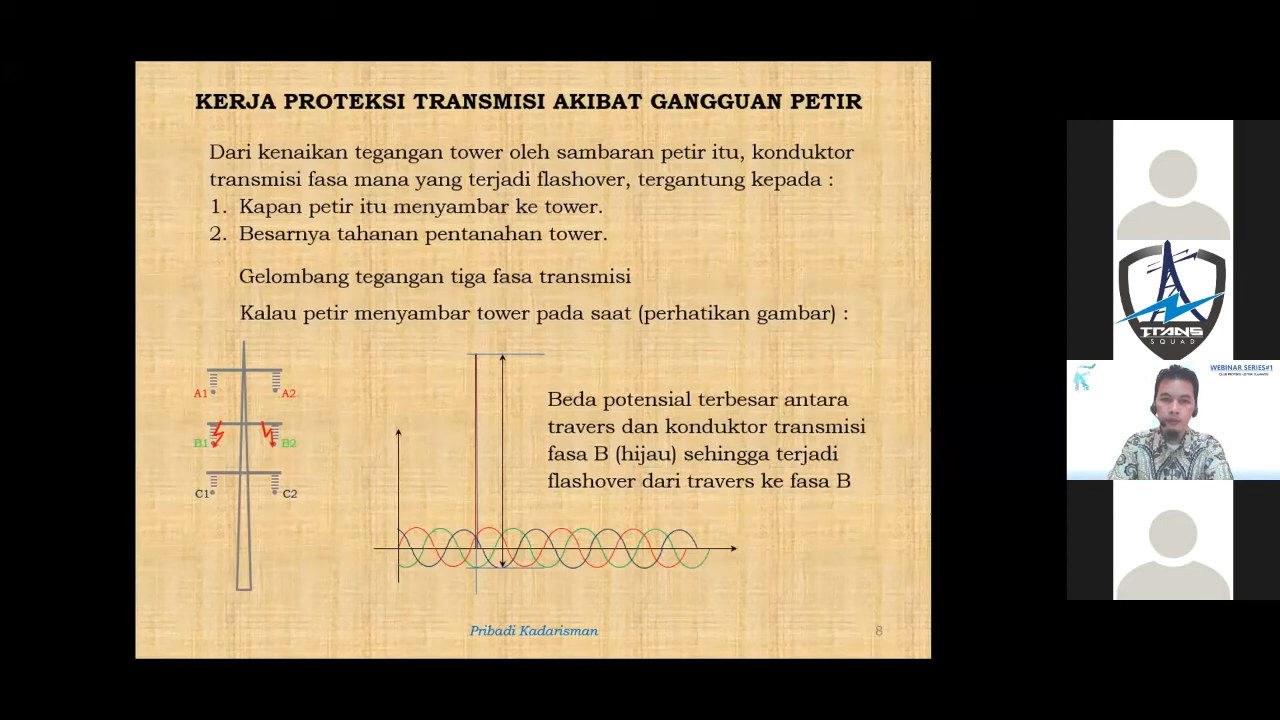 KERJA PROTEKSI TRANSMISI AKIBAT GANGGUAN PETIR
Dari kenaikan tegangan tower oleh sambaran petir itu, konduktor
transmisi fasa mana yang terjadi flashover, tergantung kepada :
1. Kapan petir itu menyambar ke tower.
2. Besarnya tahanan pentanahan tower.
Gelombang tegangan tiga fasa transmisi
Kalau petir menyambar tower pada saat (perhatikan gambar) :
A1
A2
B1
B2
C1
C2
Beda potensial terbesar antara
travers dan konduktor transmisi
fasa B (hijau) sehingga terjadi
flashover dari travers ke fasa B
Pribadi Kadarisman
8
TRANS
SQUAD
WEBINAR SERIES#1